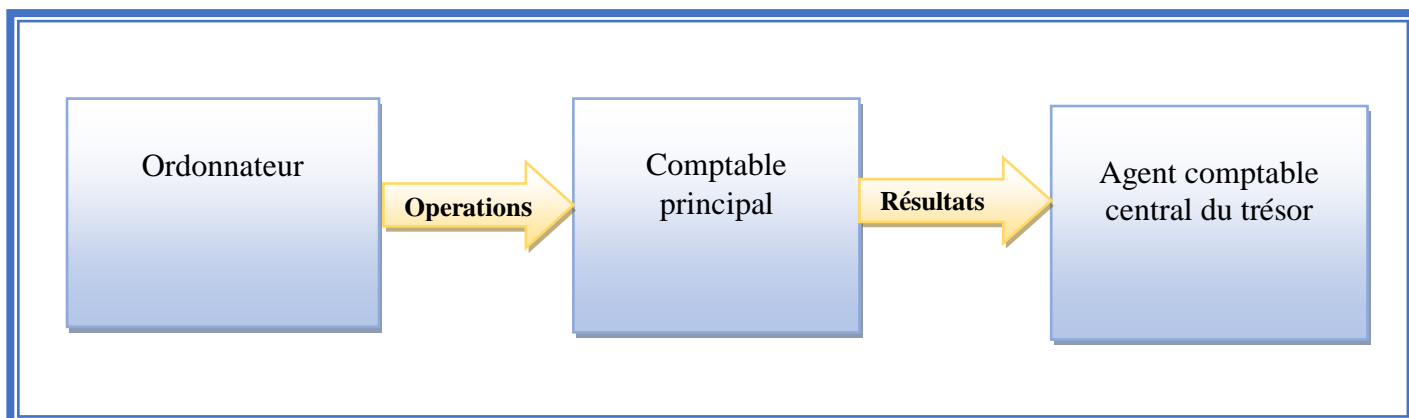 Ordonnateur
Operations
Comptable
principal
Résultats
Agent comptable
central du trésor